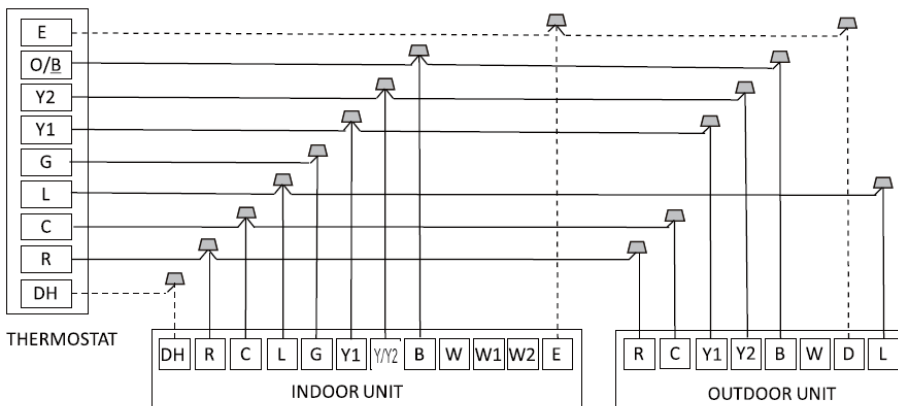 E
O/B
Y2
Y1
G
L
C
R
DH
THERMOSTAT
DH R C L G Y1 Y/Y2 B W W1 W2 E
INDOOR UNIT
R C Y1 Y2 B W D L
OUTDOOR UNIT